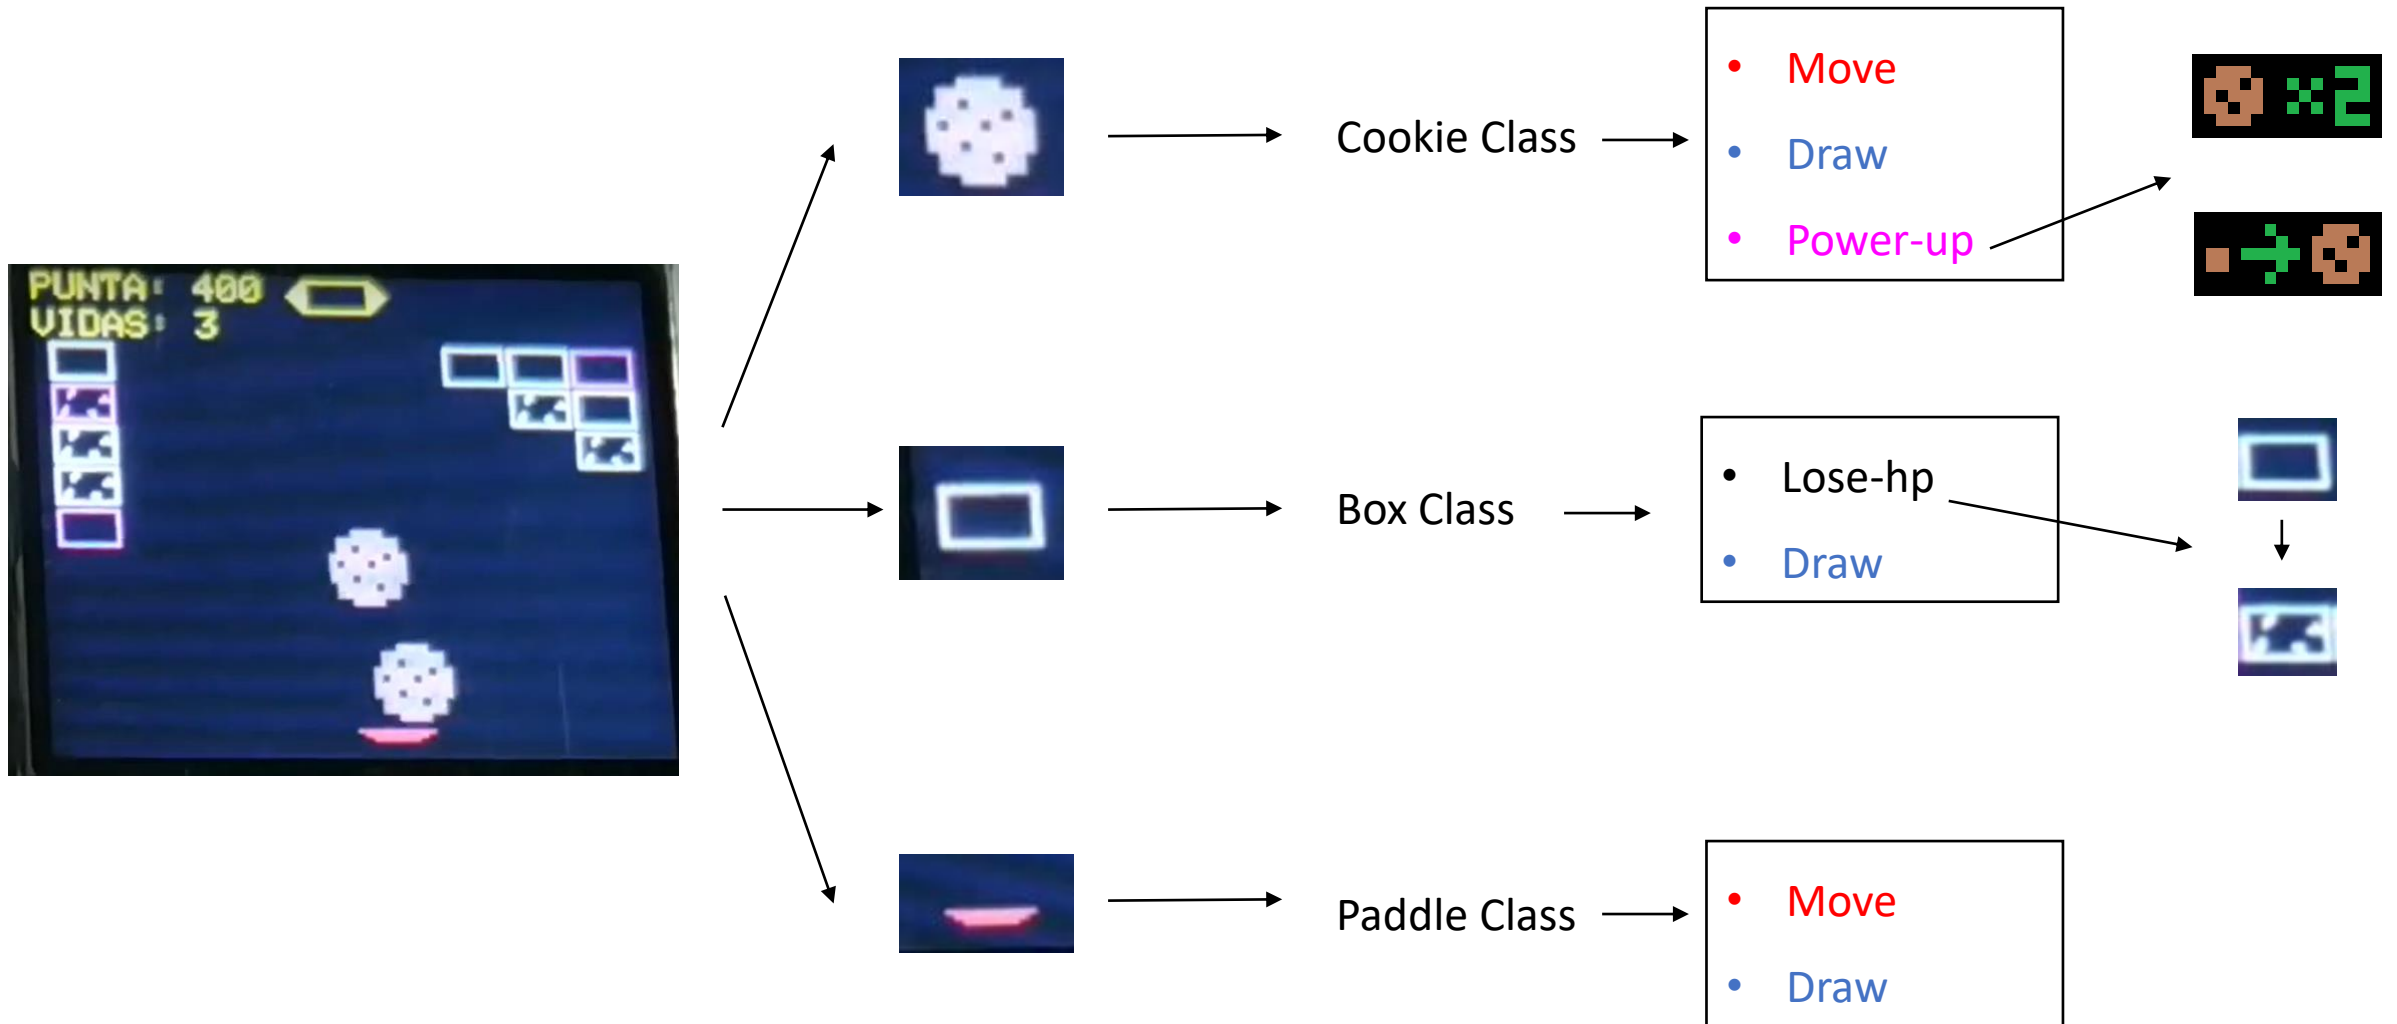 PUNTA: 400
VIDAS: 3
Cookie Class
• Move
• Draw
• Power-up
x2
Box Class
• Lose-hp
• Draw
Paddle Class
• Move
• Draw